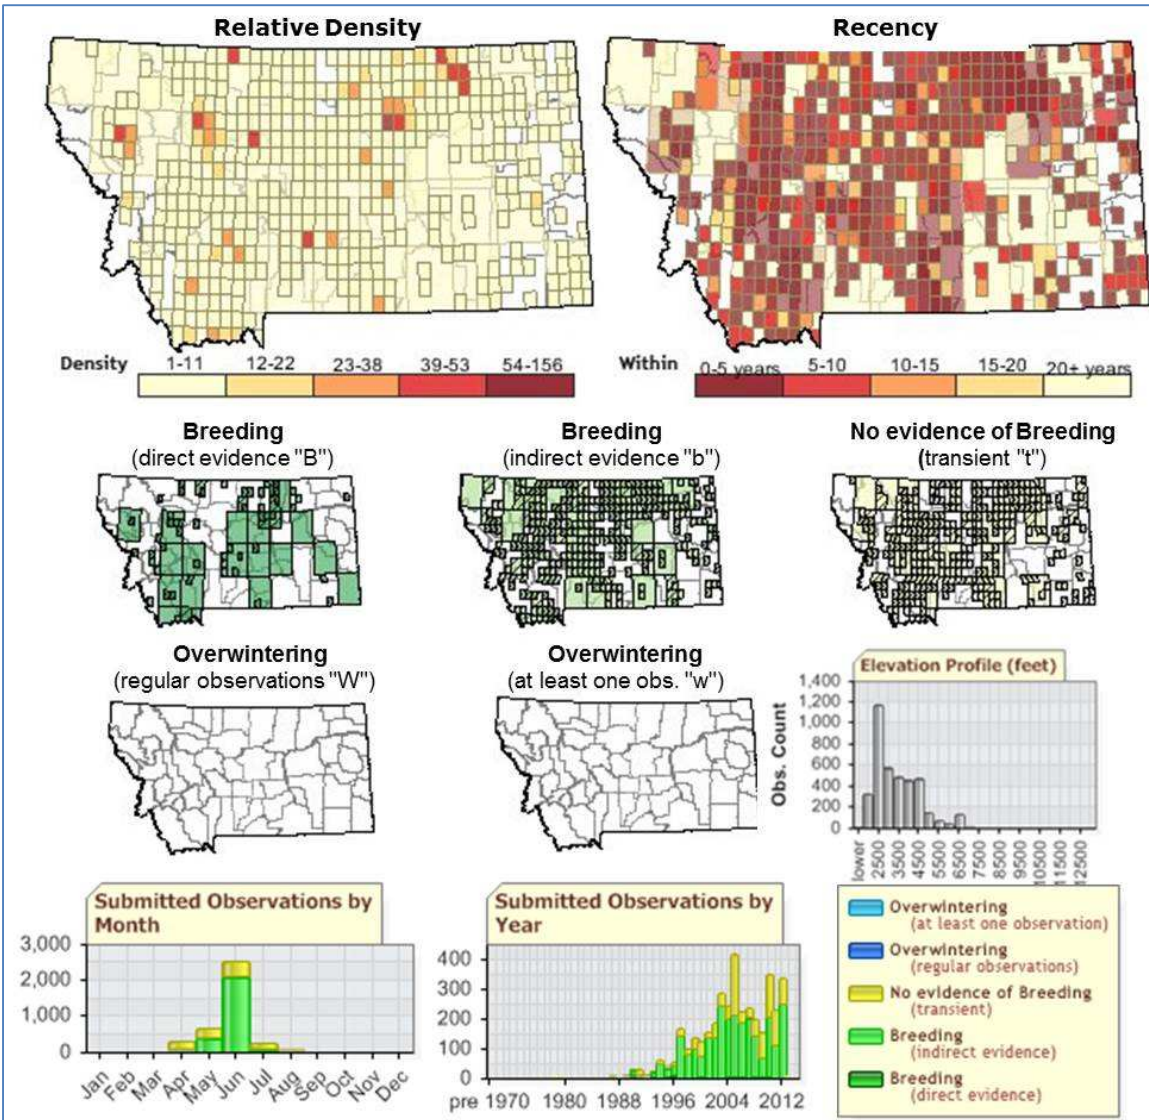 Relative Density
Recency
Density
1-11
12-22
23-38
39-53
54-156
Within
0-5 years
5-10
10-15
15-20
20+ years
Breeding
(direct evidence "B")
Breeding
(indirect evidence "b")
No evidence of Breeding
(transient "t")
Overwintering
(regular observations "W")
Overwintering
(at least one obs. "w")
Elevation Profile (feet)
Obs. Count
1,400
1,200
1,000
800
600
400
200
0
lower
2500
3500
4500
5500
6500
7500
8500
9500
10500
11500
12500
Submitted Observations by
Month
3,000
2,000
1,000
0
Jan
Feb
Mar
Apr
May
Jun
Jul
Aug
Sep
Oct
Nov
Dec
Submitted Observations by
Year
400
300
200
100
0
pre 1970
1980
1988
1996
2004
2012
Overwintering
(at least one observation)
Overwintering
(regular observations)
No evidence of Breeding
(transient)
Breeding
(indirect evidence)
Breeding
(direct evidence)